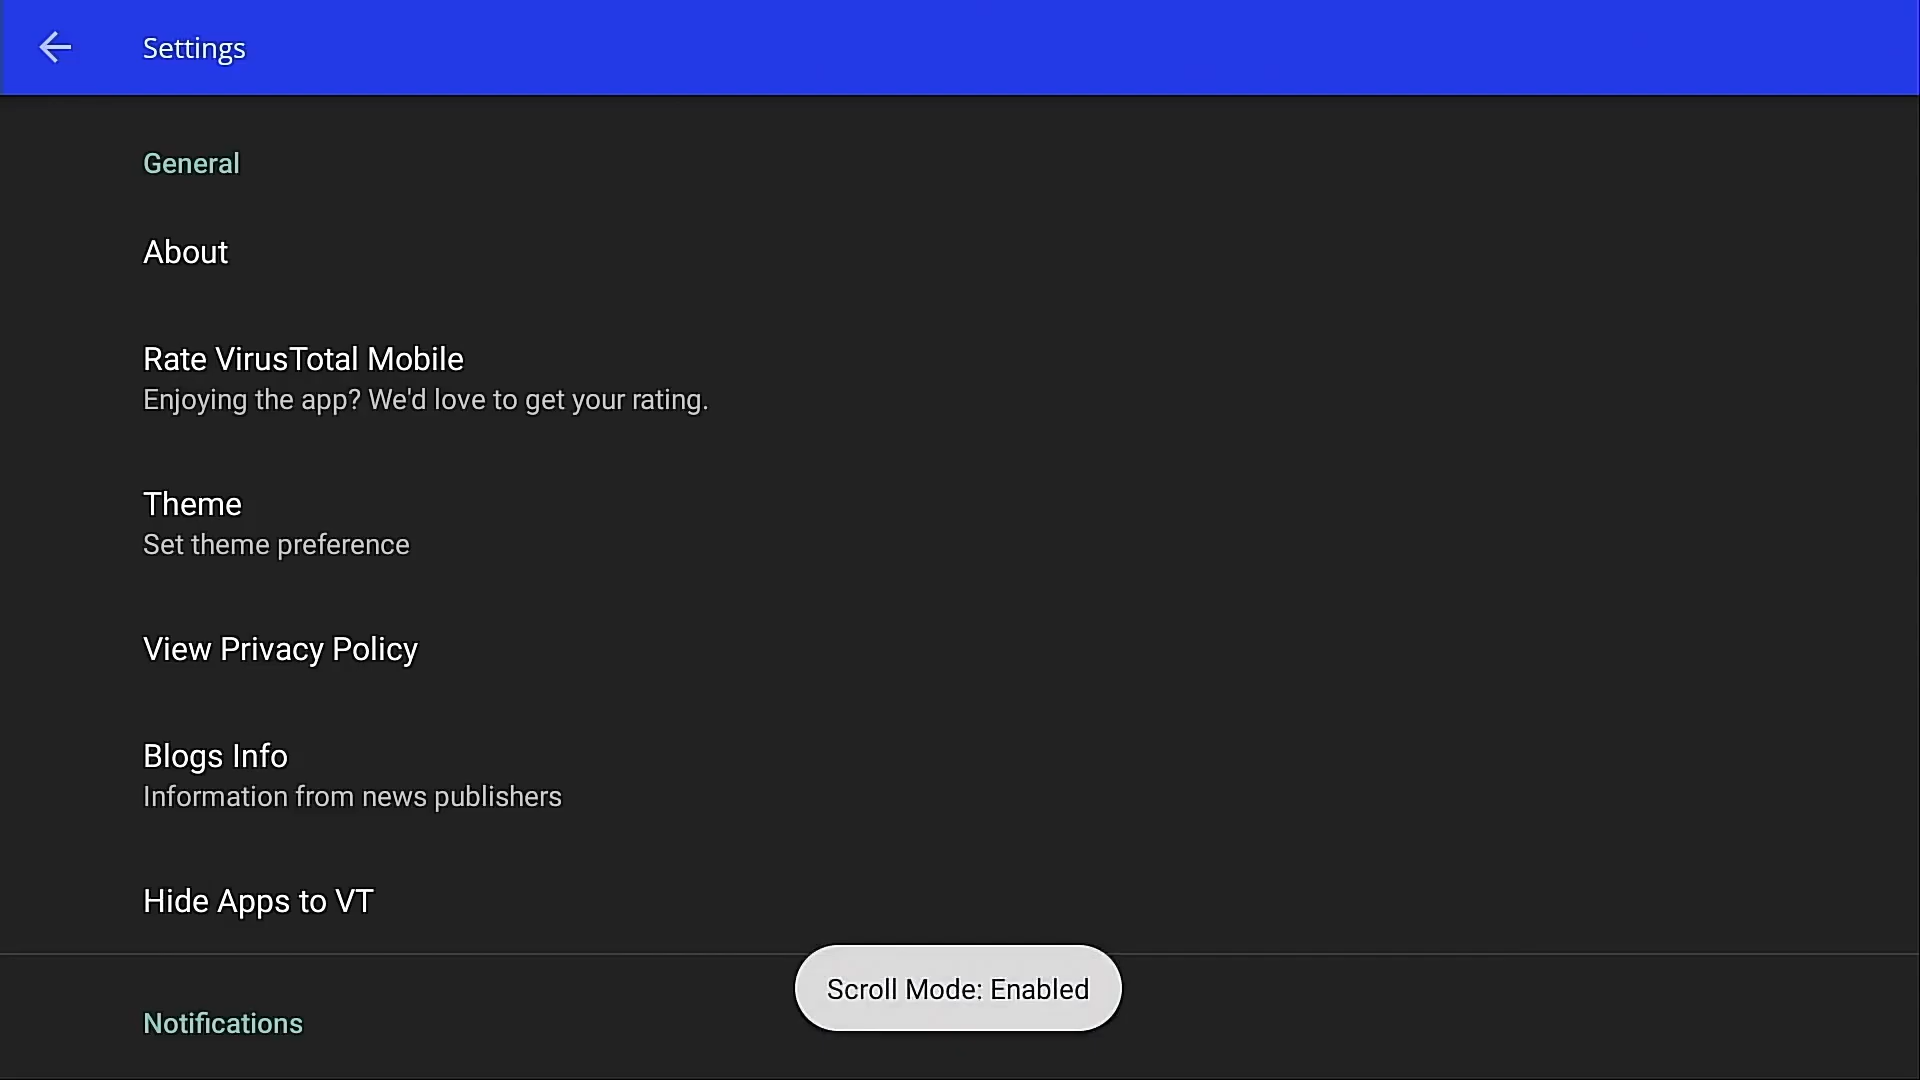 Settings
General
About
Rate VirusTotal Mobile
Enjoying the app? We'd love to get your rating.
Theme
Set theme preference
View Privacy Policy
Blogs Info
Information from news publishers
Hide Apps to VT
Scroll Mode: Enabled
Notifications